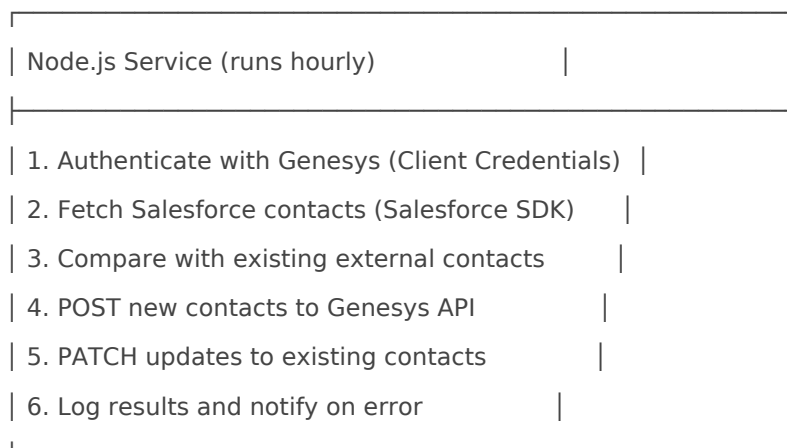 Node.js Service (runs hourly)
1. Authenticate with Genesys (Client Credentials)
2. Fetch Salesforce contacts (Salesforce SDK)
3. Compare with existing external contacts
4. POST new contacts to Genesys API
5. PATCH updates to existing contacts
6. Log results and notify on error